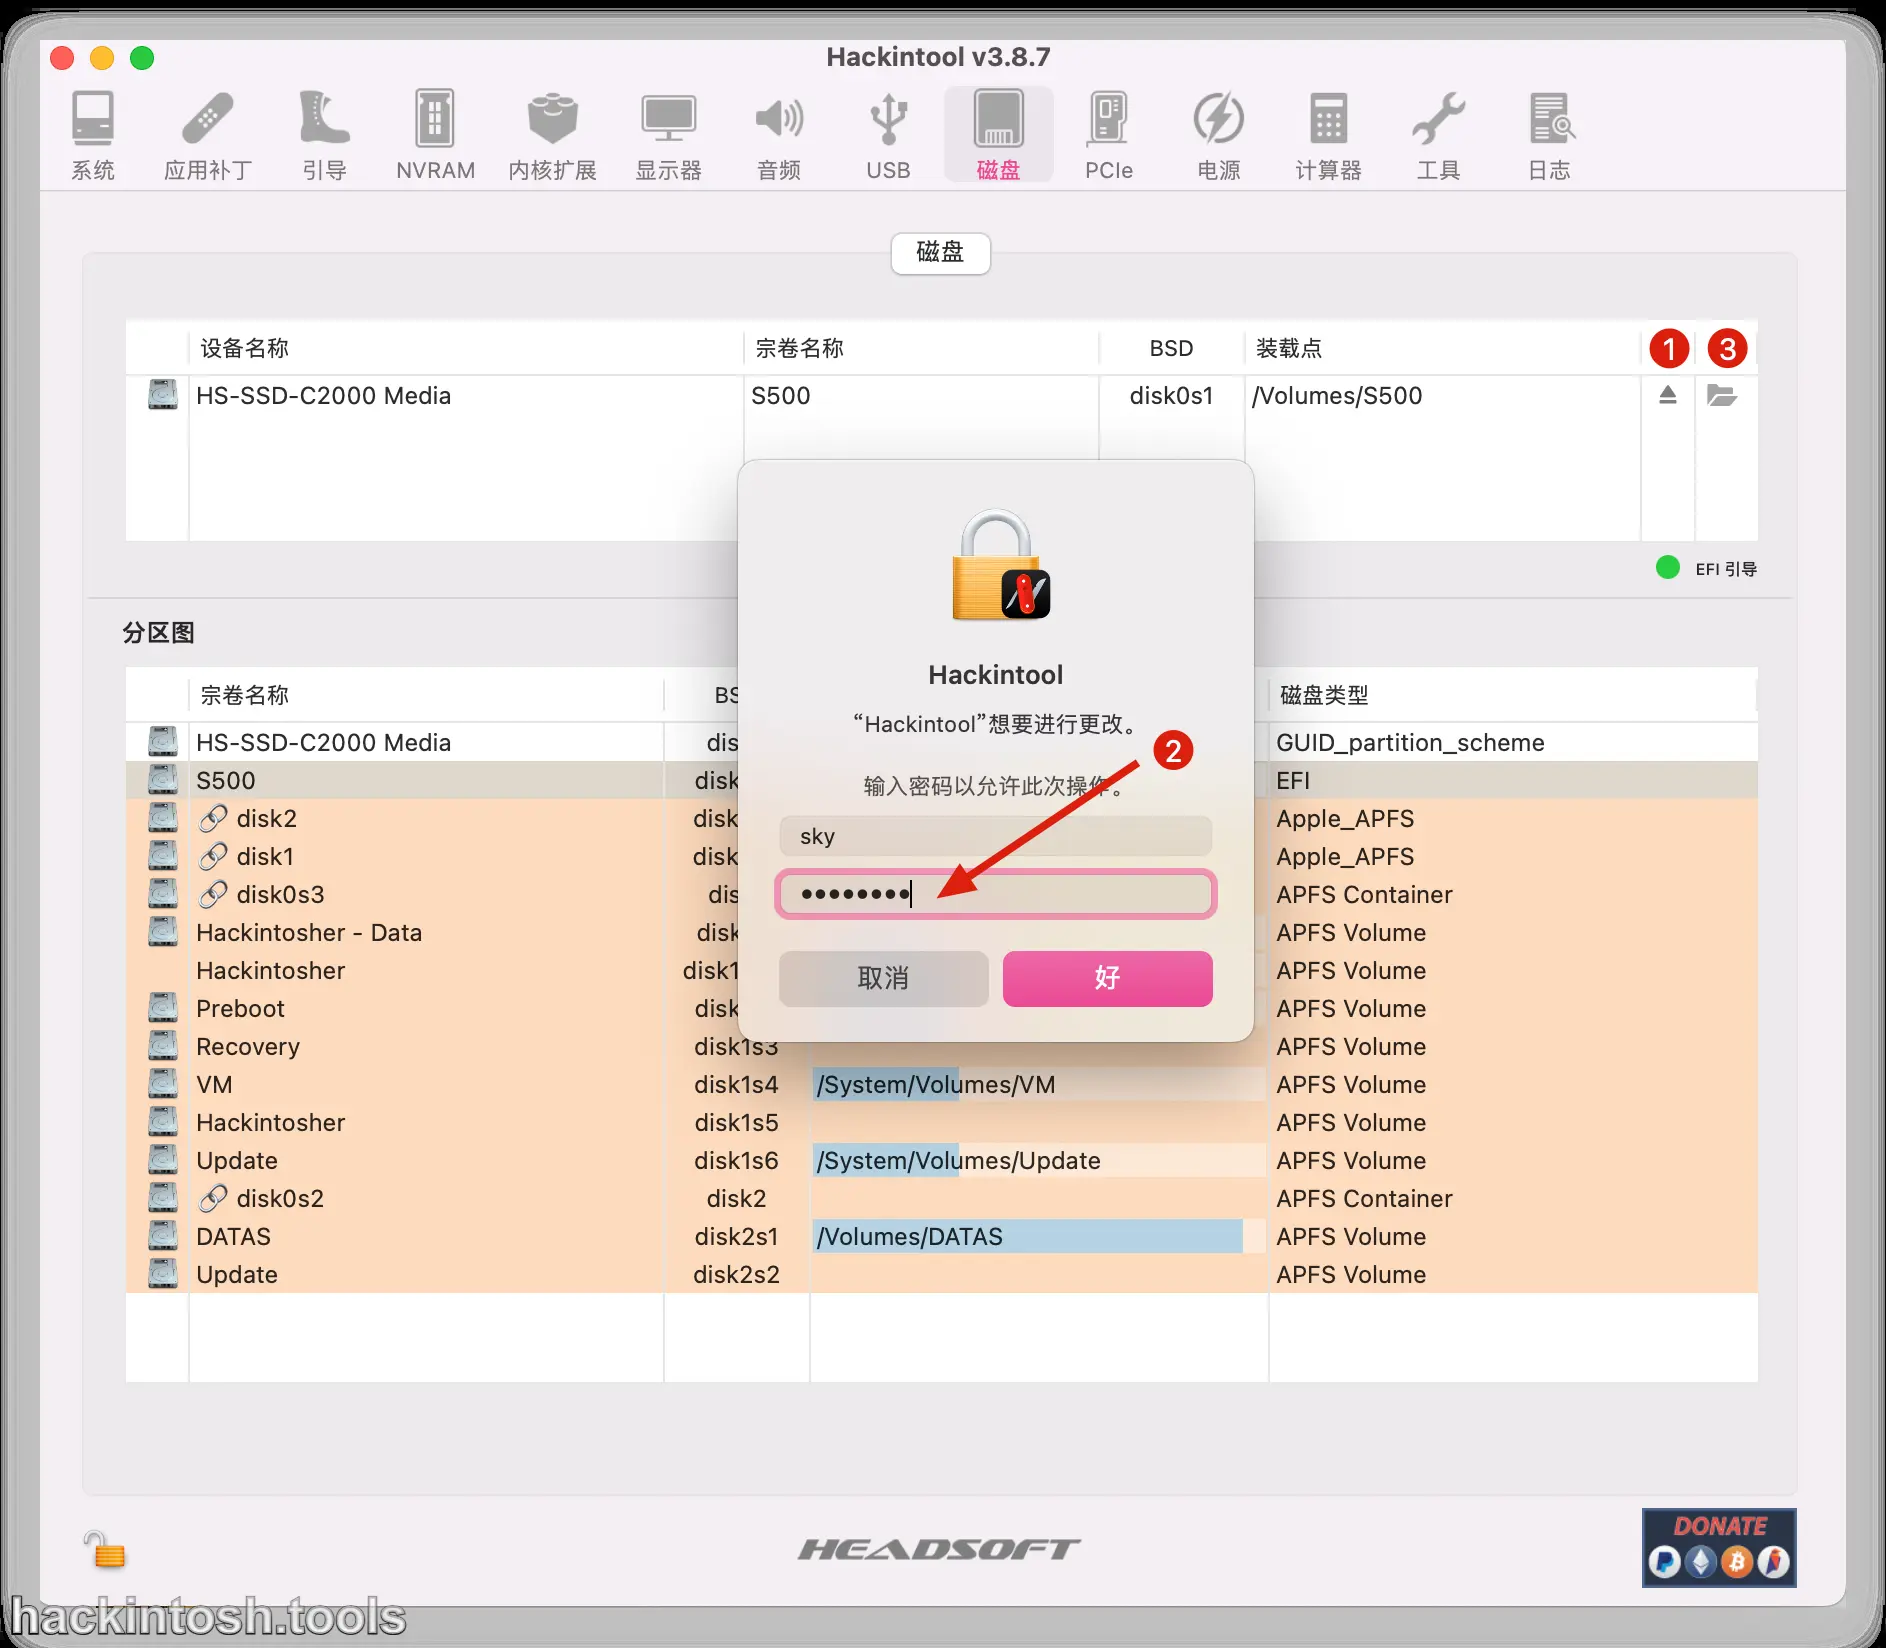 Hackintool v3.8.7
系统 应用补丁 引导 NVRAM 内核扩展 显示器 音频 USB 磁盘 PCIe 电源 计算器 工具 日志
磁盘
设备名称 宗卷名称 BSD 装载点 1 3
HS-SSD-C2000 Media S500 disk0s1 /Volumes/S500
EFI 引导
分区图
宗卷名称 BS 磁盘类型
HS-SSD-C2000 Media dis GUID_partition_scheme
S500 disk EFI
disk2 disk Apple_APFS
disk1 disk Apple_APFS
disk0s3 dis APFS Container
Hackintosher - Data disk APFS Volume
Hackintosher disk1 APFS Volume
Preboot disk APFS Volume
Recovery disk1s3 APFS Volume
VM disk1s4 /System/Volumes/VM APFS Volume
Hackintosher disk1s5 APFS Volume
Update disk1s6 /System/Volumes/Update APFS Volume
disk0s2 disk2 APFS Container
DATAS disk2s1 /Volumes/DATAS APFS Volume
Update disk2s2 APFS Volume
Hackintool
“Hackintool”想要进行更改。
2
输入密码以允许此次操作。
sky
••••••••
取消 好
HEADSOFT
DONATE
hackintosh.tools